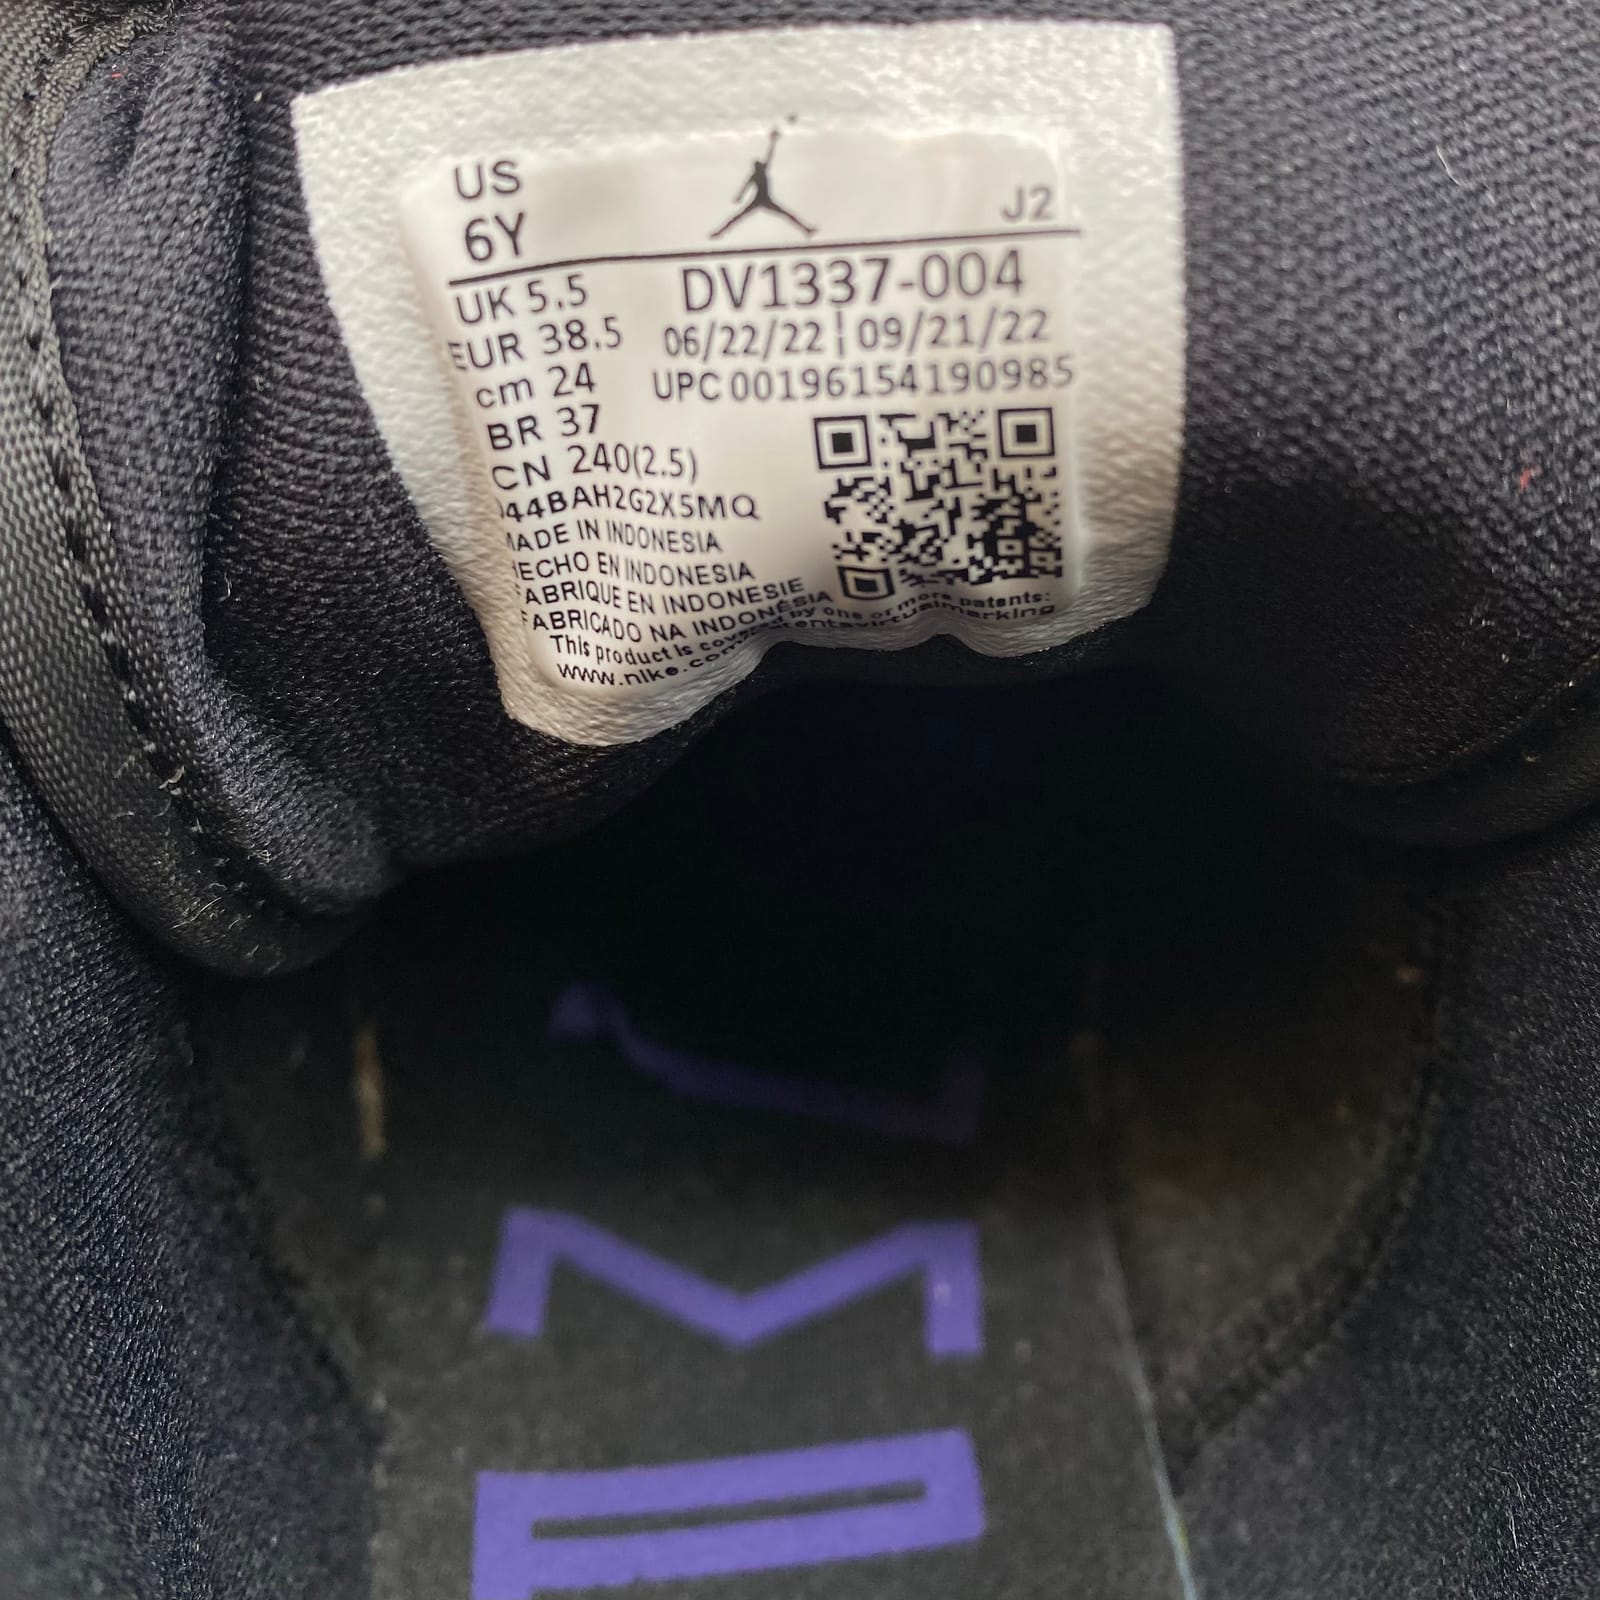 US
6Y
J2
UK 5.5
DV1337-004
EUR 38.5
06/22/22 | 09/21/22
cm 24
UPC 00196154190985
BR 37
CN 240(2.5)
44BAH2G2X5MQ
MADE IN INDONESIA
HECHO EN INDONESIA
FABRIQUE EN INDONESIE
FABRICADO NA INDONÉSIA
This product is covered by one or more patents:
www.nike.com